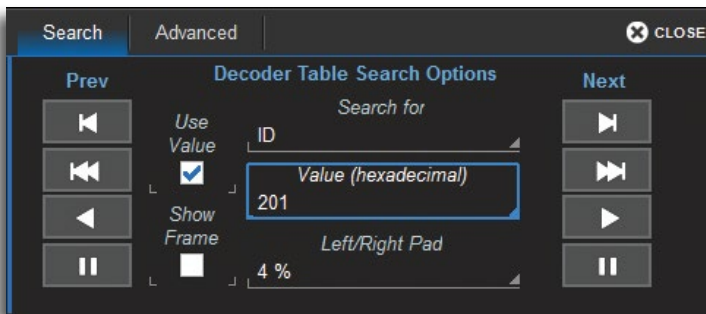 Search
Advanced
CLOSE
Prev
Decoder Table Search Options
Next
Use
Value
Search for
ID
Value (hexadecimal)
201
Show
Frame
Left/Right Pad
4 %